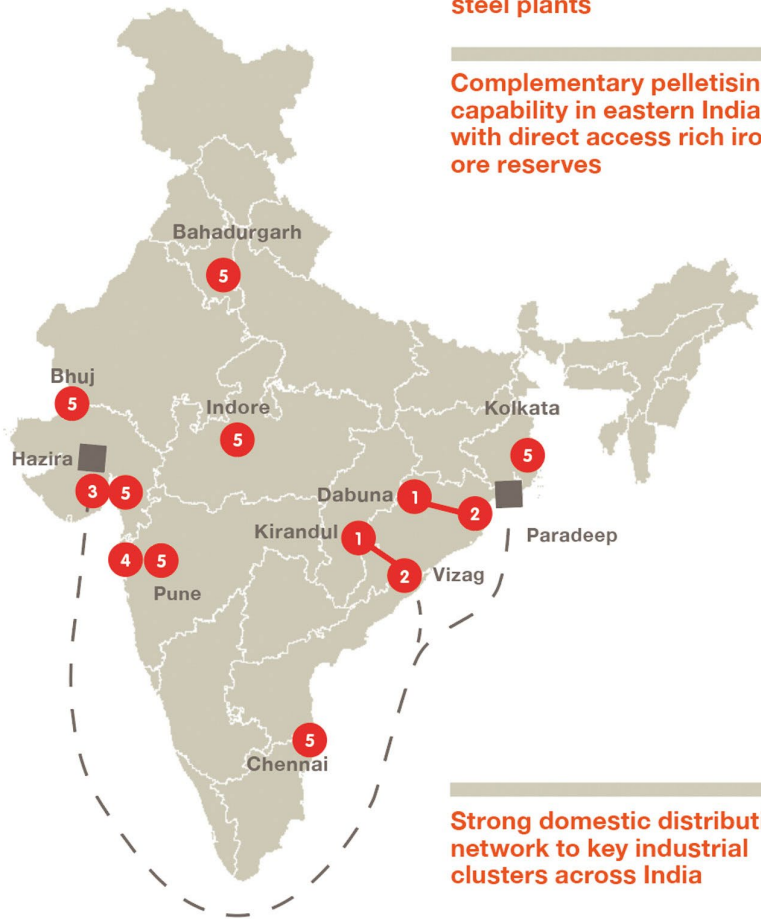 steel plants
Complementary pelletisin
capability in eastern India
with direct access rich iro
ore reserves
Bahadurgarh
5
Bhuj
5
Indore
5
Kolkata
5
Hazira
3 5
Dabuna
1
2
Paradeep
Kirandul
1
2
Vizag
4 5
Pune
5
Chennai
Strong domestic distribut
network to key industrial
clusters across India